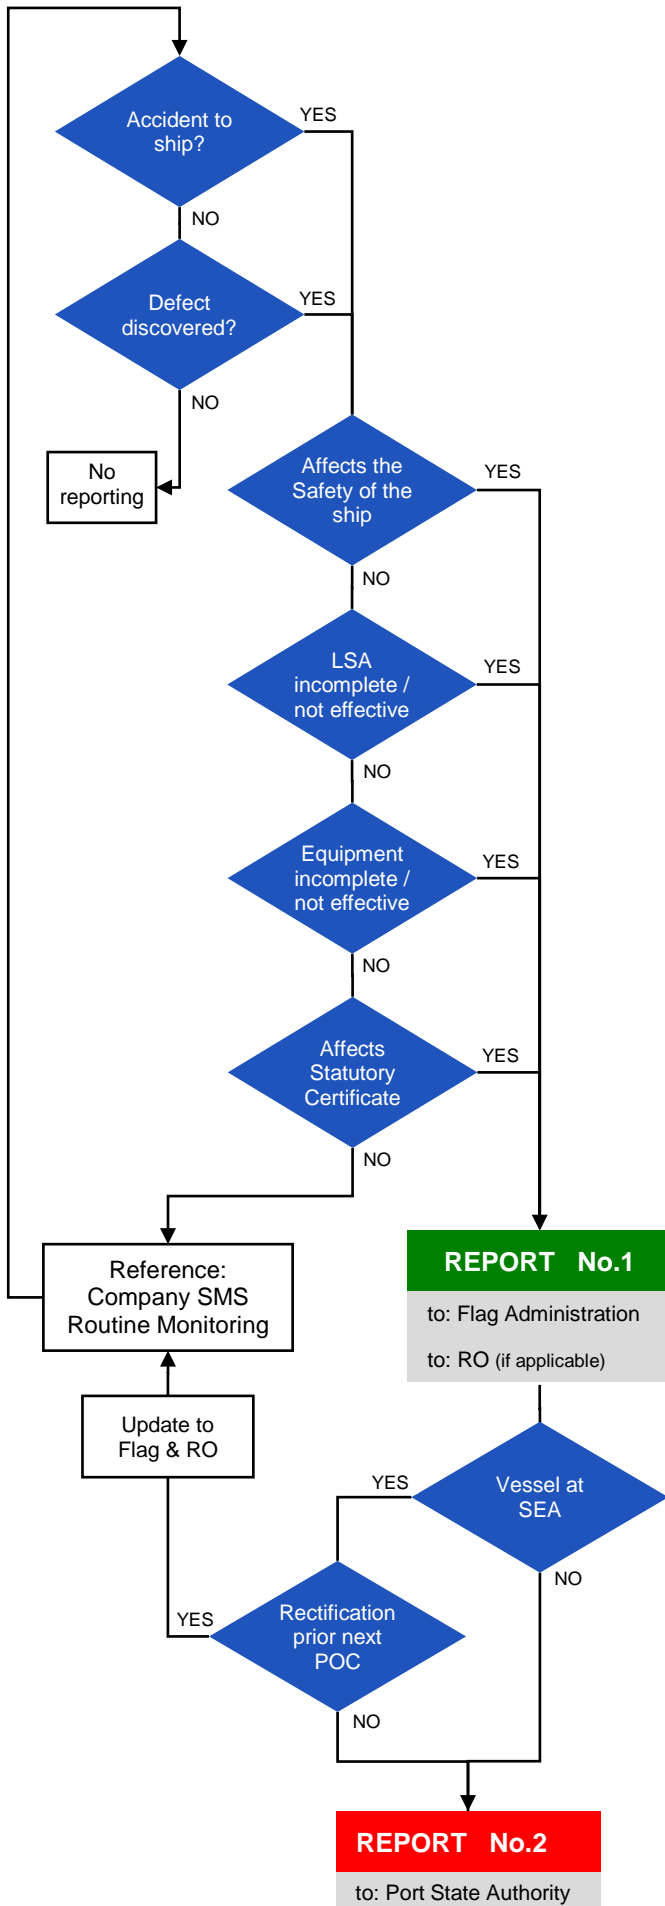 Accident to
ship?
YES
NO
Defect
discovered?
YES
NO
No
reporting
Affects the
Safety of the
ship
YES
NO
LSA
incomplete /
not effective
YES
NO
Equipment
incomplete /
not effective
YES
NO
Affects
Statutory
Certificate
YES
NO
Reference:
Company SMS
Routine Monitoring
REPORT No.1
to: Flag Administration
to: RO (if applicable)
Update to
Flag & RO
Vessel at
SEA
YES
NO
Rectification
prior next
POC
YES
NO
REPORT No.2
to: Port State Authority